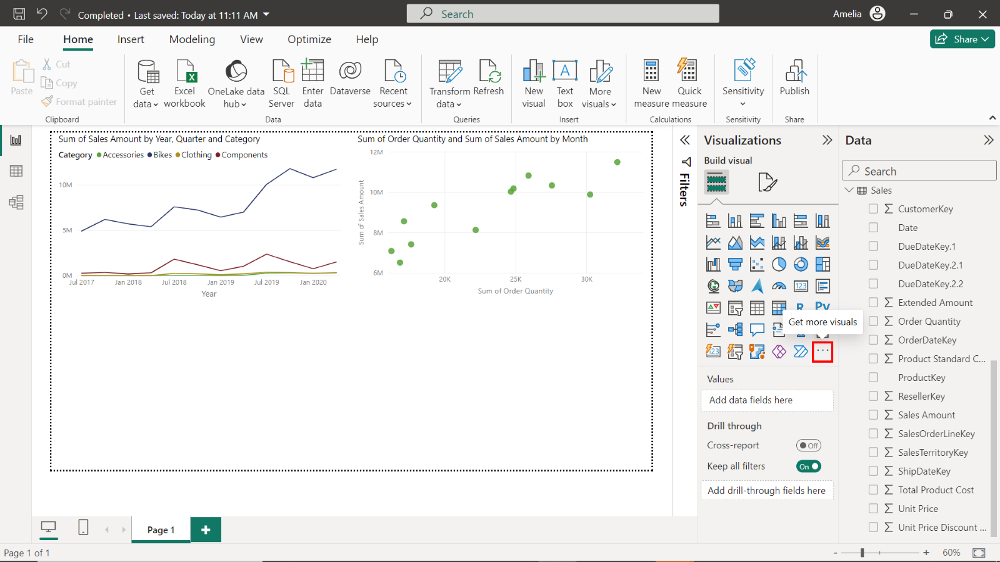 Completed • Last saved: Today at 11:11 AM
Search
Amelia
File Home Insert Modeling View Optimize Help
Share
Paste
Cut
Copy
Format painter
Clipboard
Get data
Excel workbook
OneLake data hub
SQL Server
Enter data
Dataverse
Recent sources
Data
Transform data
Refresh
Queries
New visual
Text box
More visuals
Insert
New measure
Quick measure
Calculations
Sensitivity
Sensitivity
Publish
Share
Sum of Sales Amount by Year, Quarter and Category
Category Accessories Bikes Clothing Components
10M
5M
0M
Jul 2017 Jan 2018 Jul 2018 Jan 2019 Jul 2019 Jan 2020
Year
Sum of Order Quantity and Sum of Sales Amount by Month
Sum of Sales Amount
12M
10M
8M
6M
20K 25K 30K
Sum of Order Quantity
Filters
Visualizations
Build visual
123
R Py
Get more visuals
123
Values
Add data fields here
Drill through
Cross-report Off
Keep all filters On
Add drill-through fields here
Data
Search
Sales
CustomerKey
Date
DueDateKey.1
DueDateKey.2.1
DueDateKey.2.2
Σ Extended Amount
Σ Order Quantity
Σ OrderDateKey
Σ Product Standard C...
ProductKey
Σ ResellerKey
Σ Sales Amount
Σ SalesOrderLineKey
Σ SalesTerritoryKey
Σ ShipDateKey
Σ Total Product Cost
Σ Unit Price
Σ Unit Price Discount ...
Page 1
Page 1 of 1
- + 60%